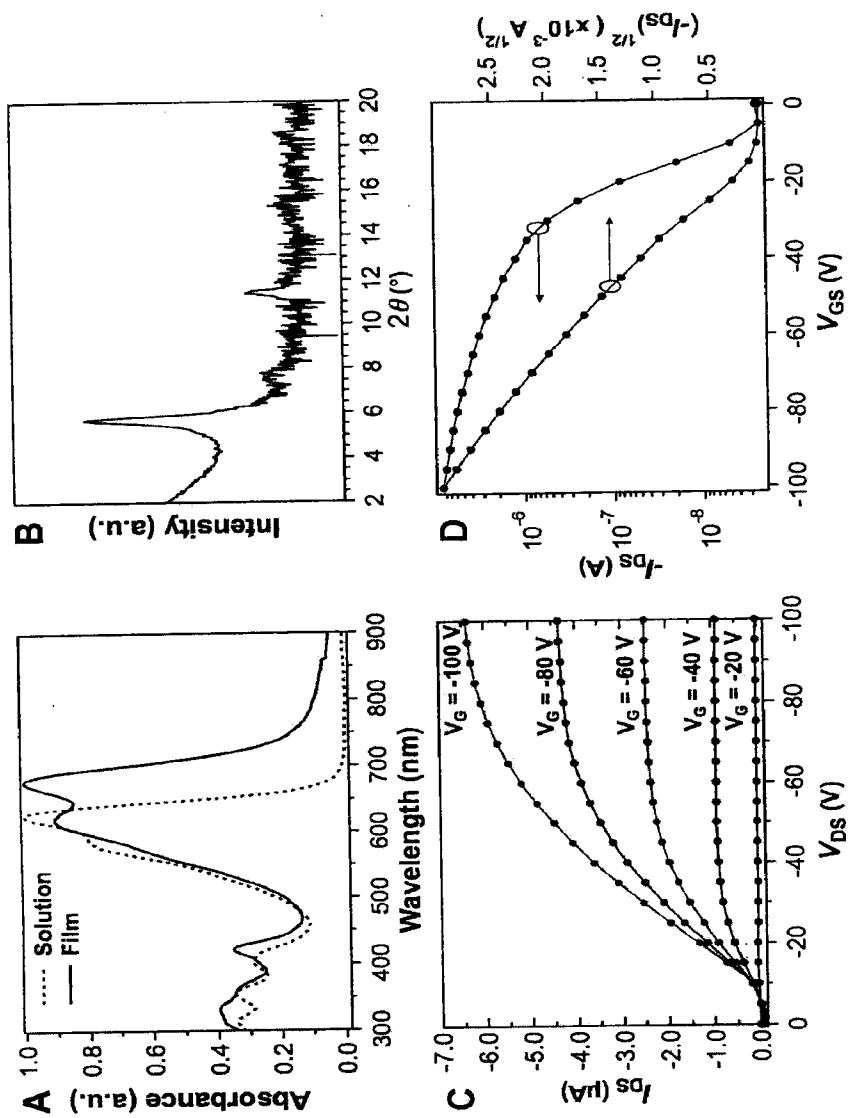 A
Absorbance (a.u.)
1.0
0.8
0.6
0.4
0.2
0.0
Solution
Film
300 400 500 600 700 800 900
Wavelength (nm)
B
Intensity (a.u.)
2 4 6 8 10 12 14 16 18 20
2θ (°)
C
I_DS (µA)
-7.0
-6.0
-5.0
-4.0
-3.0
-2.0
-1.0
0.0
V_G = -100 V
V_G = -80 V
V_G = -60 V
V_G = -40 V
V_G = -20 V
0 -20 -40 -60 -80 -100
V_DS (V)
D
-I_DS (A)
10⁻⁶
10⁻⁷
10⁻⁸
-100 -80 -60 -40 -20 0
V_GS (V)
2.5
2.0
1.5
1.0
0.5
(-I_DS)^1/2 (x10⁻³ A^1/2)